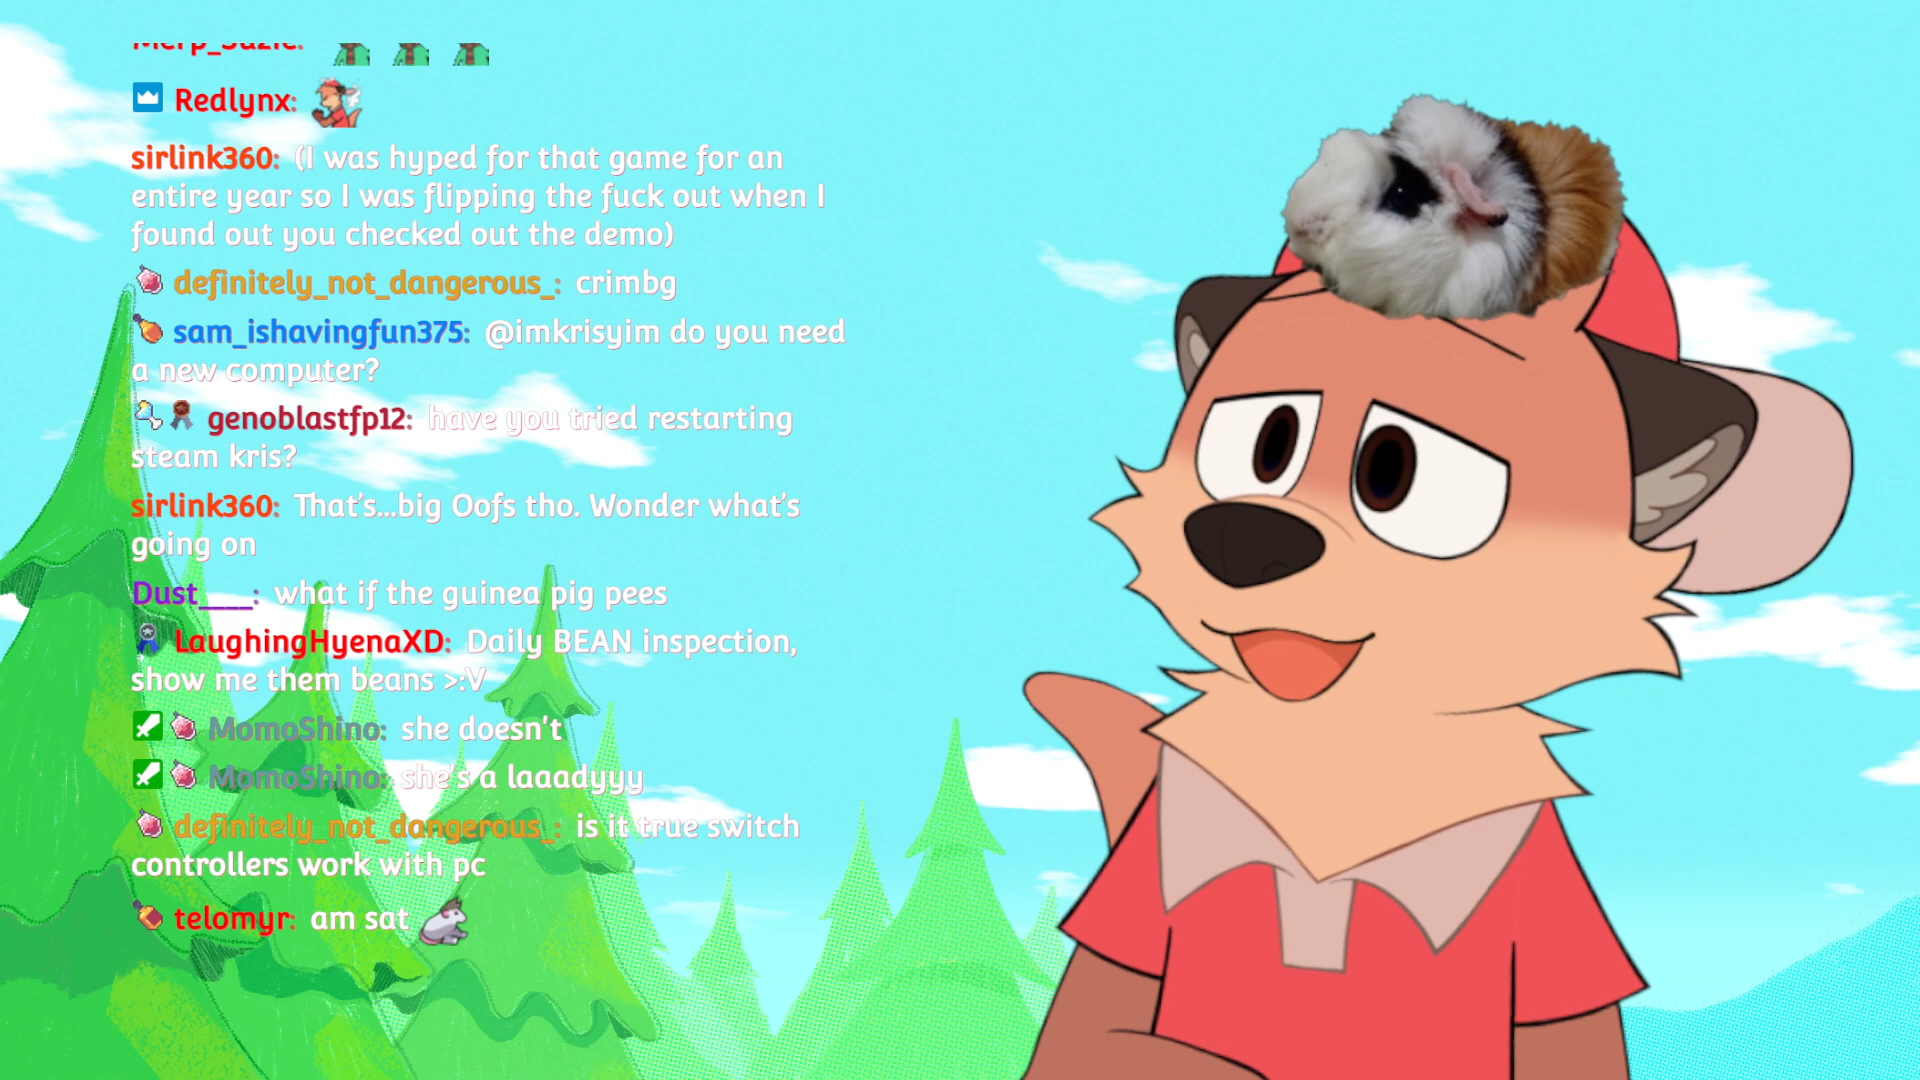 Merp_Suzie:
Redlynx:
sirlink360: (I was hyped for that game for an
entire year so I was flipping the fuck out when I
found out you checked out the demo)
definitely_not_dangerous_: crimbg
sam_ishavingfun375: @imkrisyim do you need
a new computer?
genoblastfp12: have you tried restarting
steam kris?
sirlink360: That's...big Oofs tho. Wonder what's
going on
Dust____: what if the guinea pig pees
LaughingHyenaXD: Daily BEAN inspection,
show me them beans >:V
MomoShino: she doesn't
MomoShino: she's a laaadyyy
definitely_not_dangerous_: is it true switch
controllers work with pc
telomyr: am sat